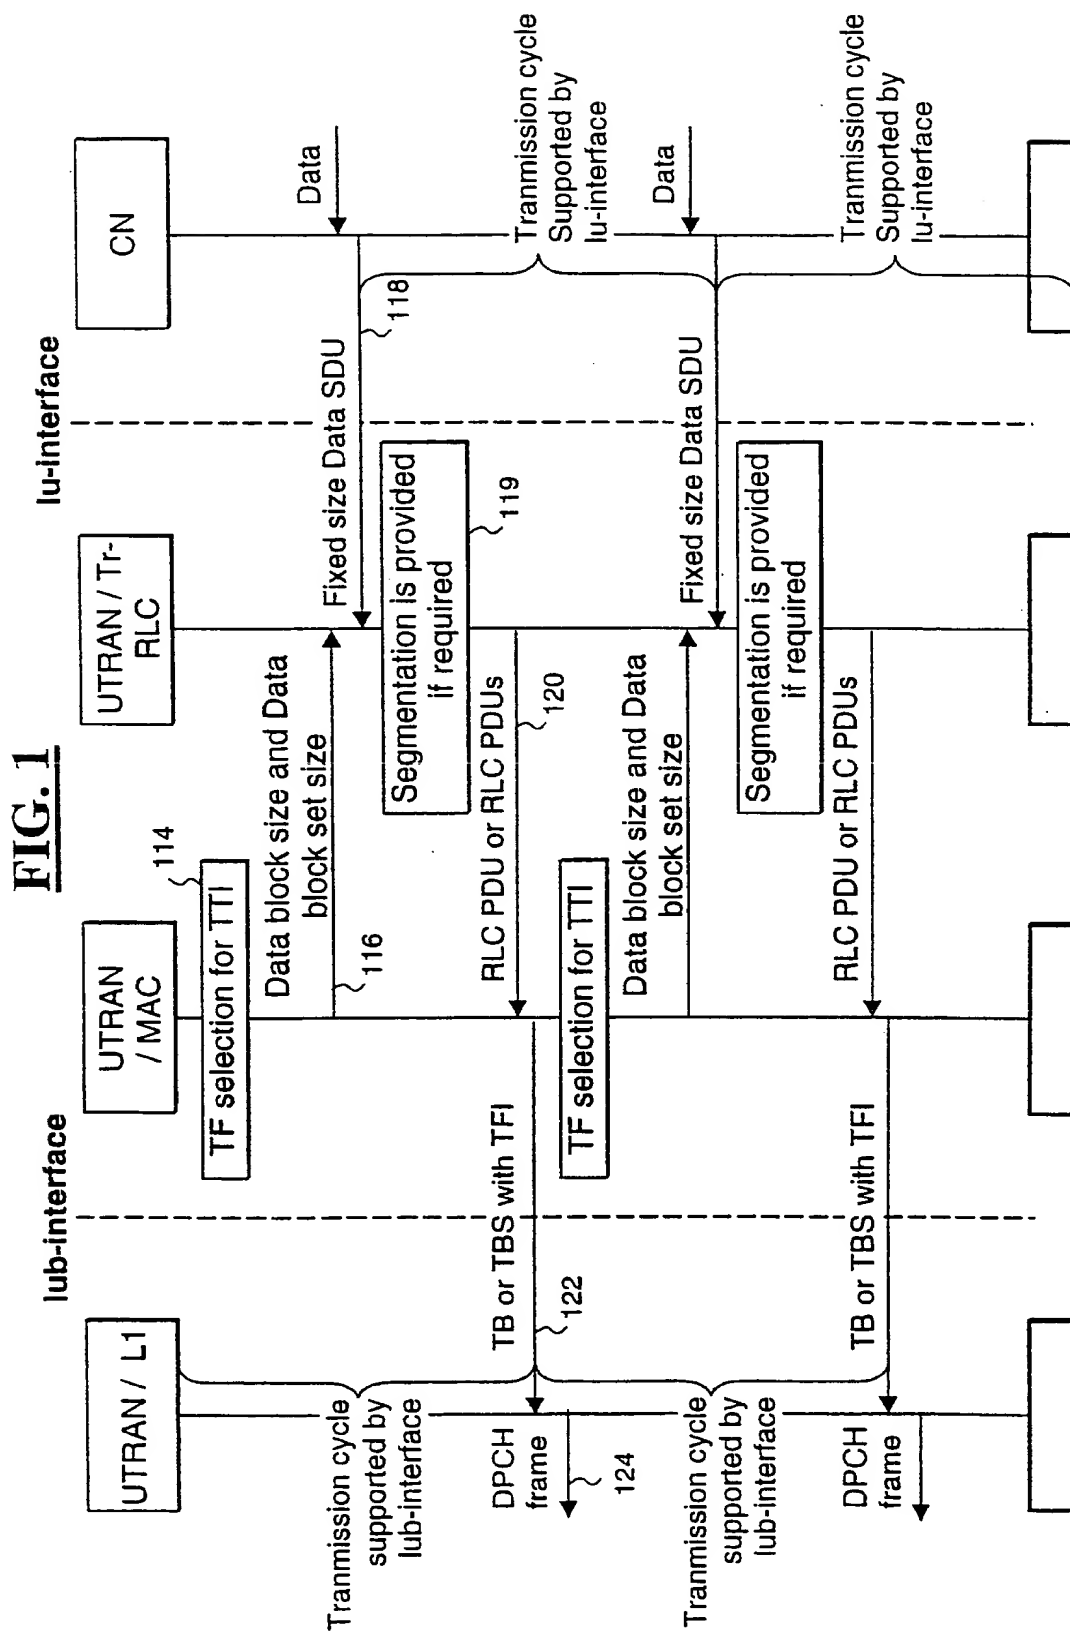 FIG. 1
Iub-interface
Iu-interface
UTRAN / L1
UTRAN
/ MAC
UTRAN / Tr-
RLC
CN
114
TF selection for TTI
Data block size and Data
block set size
116
Data
Fixed size Data SDU
118
Tranmission cycle
supported by
Iub-interface
Segmentation is provided
if required
119
Tranmission cycle
Supported by
Iu-interface
RLC PDU or RLC PDUs
120
TB or TBS with TFI
122
DPCH
frame
124
TF selection for TTI
Data block size and Data
block set size
Data
Fixed size Data SDU
Tranmission cycle
supported by
Iub-interface
Segmentation is provided
if required
Tranmission cycle
Supported by
Iu-interface
RLC PDU or RLC PDUs
TB or TBS with TFI
DPCH
frame